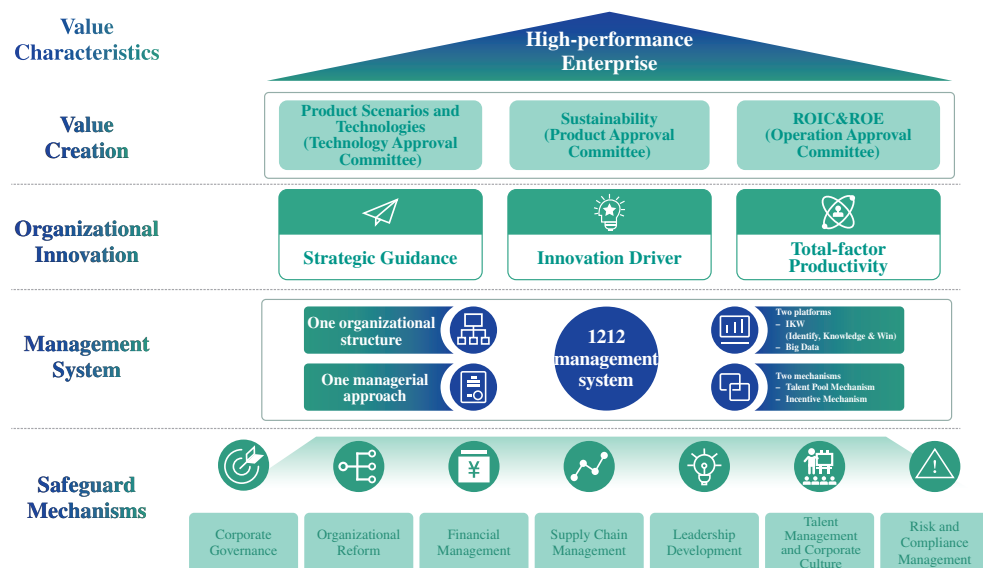 Value
Characteristics
High-performance
Enterprise
Value
Creation
Product Scenarios and
Technologies
(Technology Approval
Committee)
Sustainability
(Product Approval
Committee)
ROIC&ROE
(Operation Approval
Committee)
Organizational
Innovation
Strategic Guidance
Innovation Driver
Total-factor
Productivity
Management
System
One organizational
structure
One managerial
approach
1212
management
system
Two platforms
– IKW
(Identify, Knowledge & Win)
– Big Data
Two mechanisms
– Talent Pool Mechanism
– Incentive Mechanism
Safeguard
Mechanisms
¥
!
Corporate
Governance
Organizational
Reform
Financial
Management
Supply Chain
Management
Leadership
Development
Talent
Management
and Corporate
Culture
Risk and
Compliance
Management